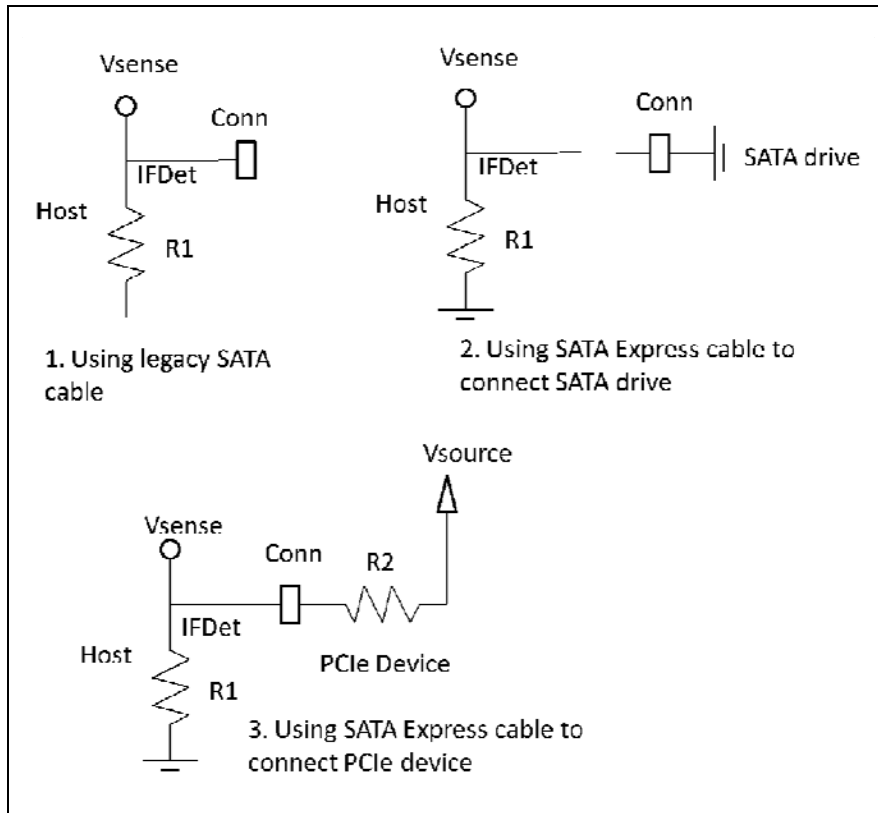 Vsense
Conn
IFDet
Host
R1
1. Using legacy SATA
cable
Vsense
Conn
IFDet
SATA drive
Host
R1
2. Using SATA Express cable to
connect SATA drive
Vsource
Vsense
Conn
R2
IFDet
Host
PCIe Device
R1
3. Using SATA Express cable to
connect PCIe device